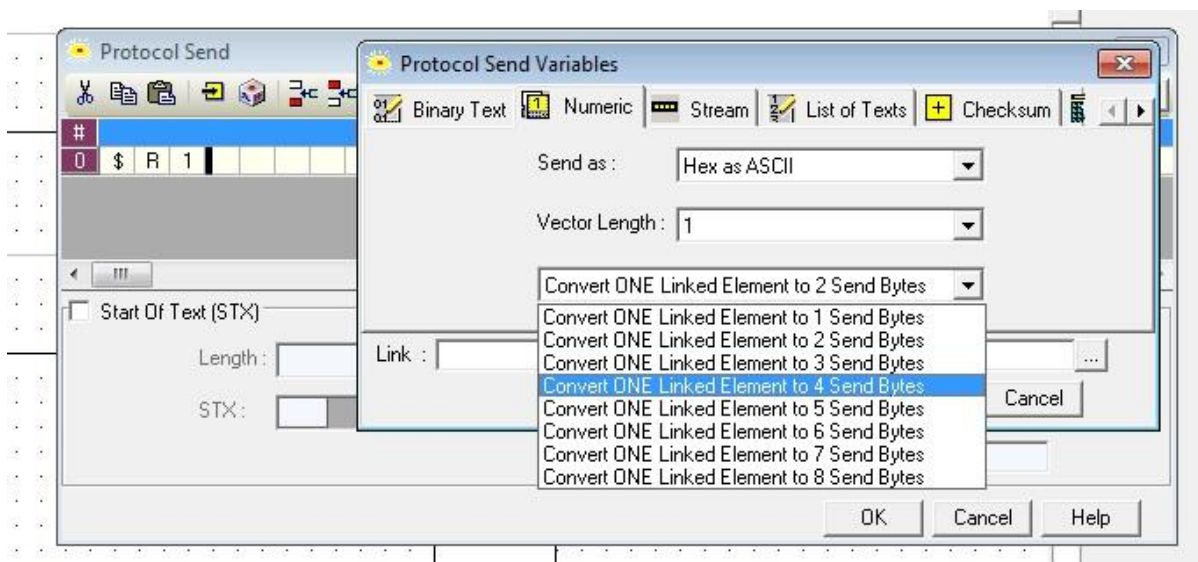 Protocol Send
Protocol Send Variables
Binary Text Numeric Stream List of Texts Checksum
#
0 $ R 1
Send as : Hex as ASCII
Vector Length : 1
Convert ONE Linked Element to 2 Send Bytes
Convert ONE Linked Element to 1 Send Bytes
Convert ONE Linked Element to 2 Send Bytes
Convert ONE Linked Element to 3 Send Bytes
Convert ONE Linked Element to 4 Send Bytes
Convert ONE Linked Element to 5 Send Bytes
Convert ONE Linked Element to 6 Send Bytes
Convert ONE Linked Element to 7 Send Bytes
Convert ONE Linked Element to 8 Send Bytes
Link : ...
Cancel
Start Of Text (STX)
Length :
STX :
OK Cancel Help